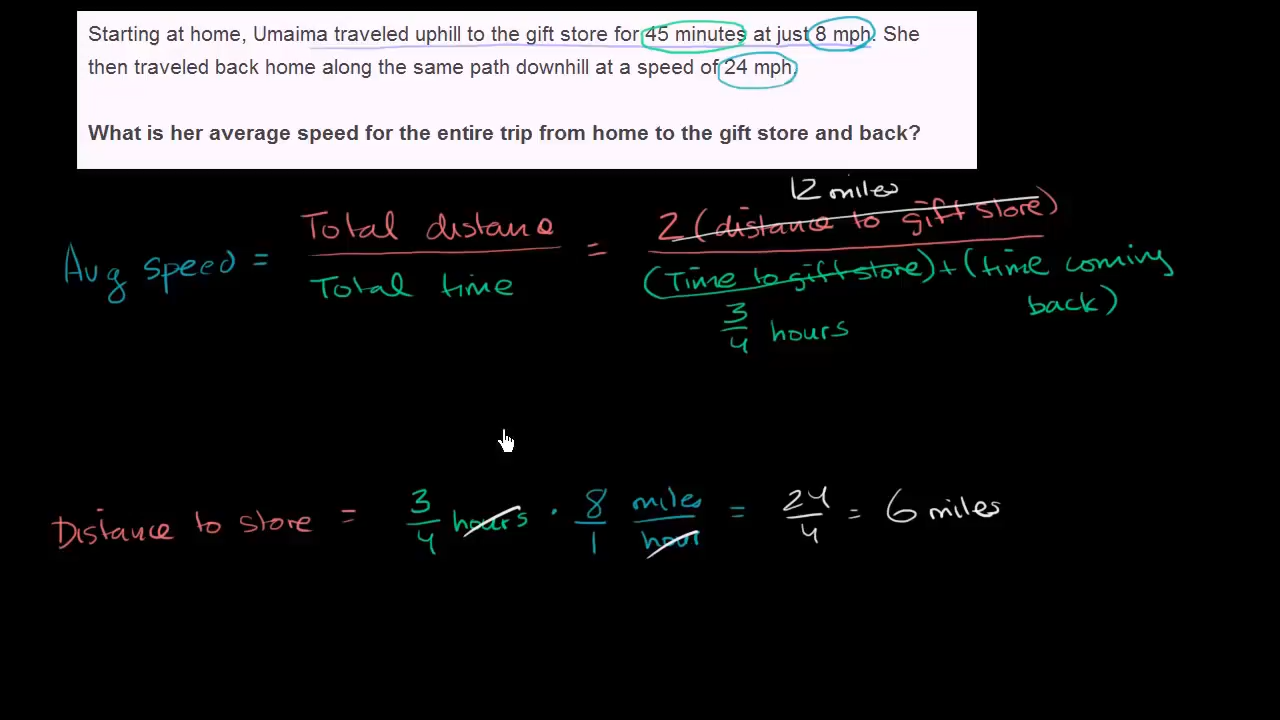 Starting at home, Umaima traveled uphill to the gift store for 45 minutes at just 8 mph. She
then traveled back home along the same path downhill at a speed of 24 mph.
What is her average speed for the entire trip from home to the gift store and back?
12 miles
Avg speed = Total distance / Total time = 2 (distance to gift store) / (Time to gift store) + (time coming
back)
3/4 hours
Distance to store = 3/4 hours · 8/1 miles/hour = 24/4 = 6 miles